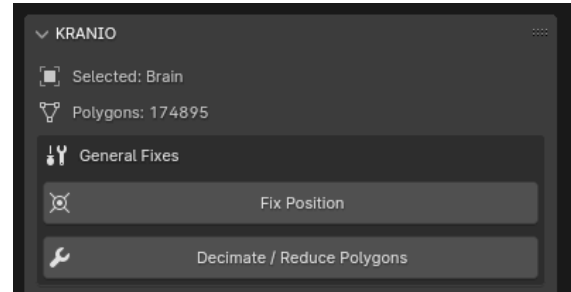 KRANIO
Selected: Brain
Polygons: 174895
General Fixes
Fix Position
Decimate / Reduce Polygons